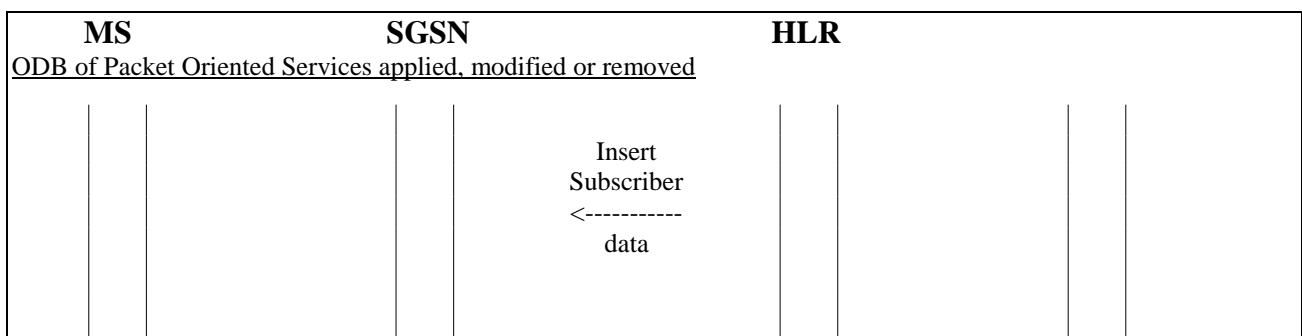 MS SGSN HLR
ODB of Packet Oriented Services applied, modified or removed
Insert
Subscriber
<-----------
data